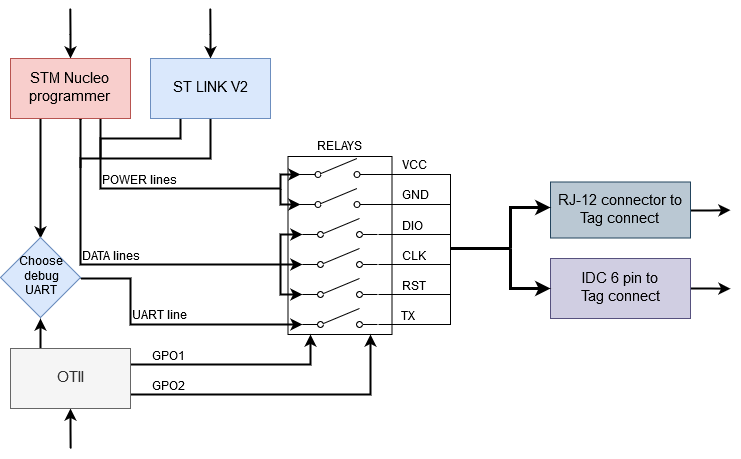 STM Nucleo
programmer
ST LINK V2
RELAYS
POWER lines
VCC
GND
DIO
DATA lines
CLK
RST
UART line
TX
Choose
debug
UART
RJ-12 connector to
Tag connect
IDC 6 pin to
Tag connect
OTII
GPO1
GPO2